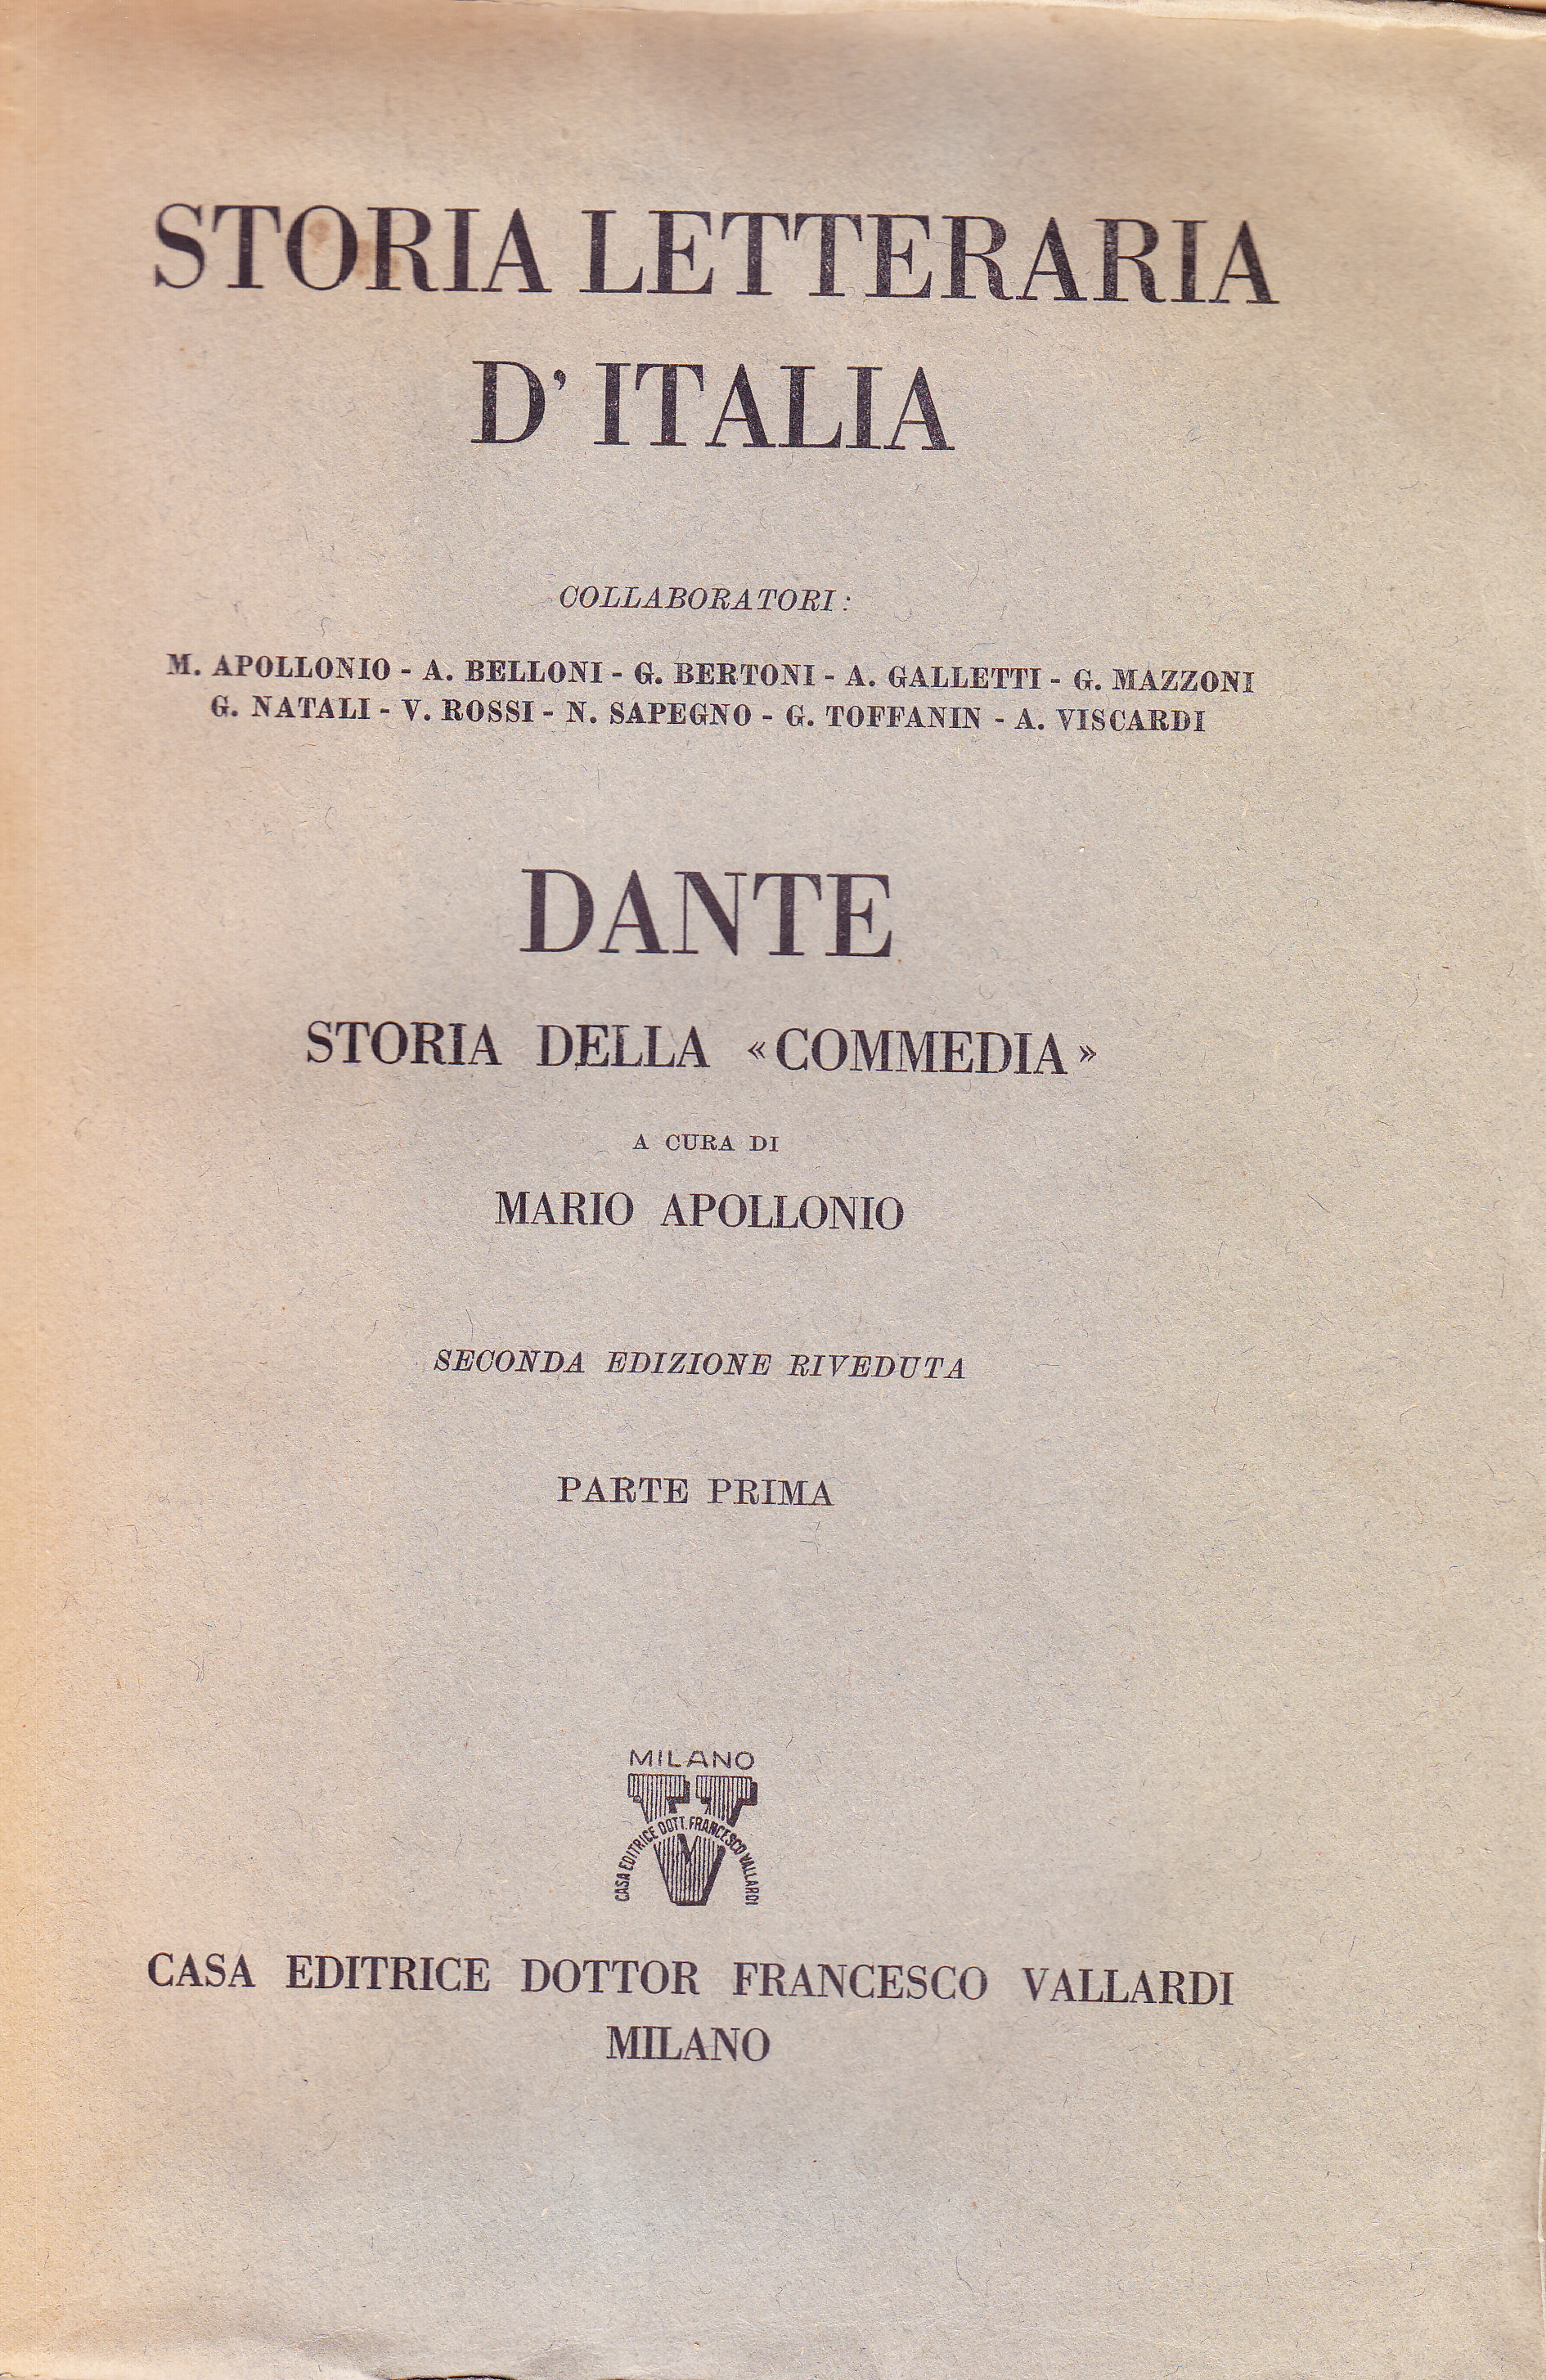 STORIA LETTERARIA
D' ITALIA
COLLABORATORI :
M. APOLLONIO - A. BELLONI - G. BERTONI - A. GALLETTI - G. MAZZONI
G. NATALI - V. ROSSI - N. SAPEGNO - G. TOFFANIN - A. VISCARDI
DANTE
STORIA DELLA « COMMEDIA »
A CURA DI
MARIO APOLLONIO
SECONDA EDIZIONE RIVEDUTA
PARTE PRIMA
MILANO
CASA EDITRICE DOTT. FRANCESCO VALLARDI
CASA EDITRICE DOTTOR FRANCESCO VALLARDI
MILANO